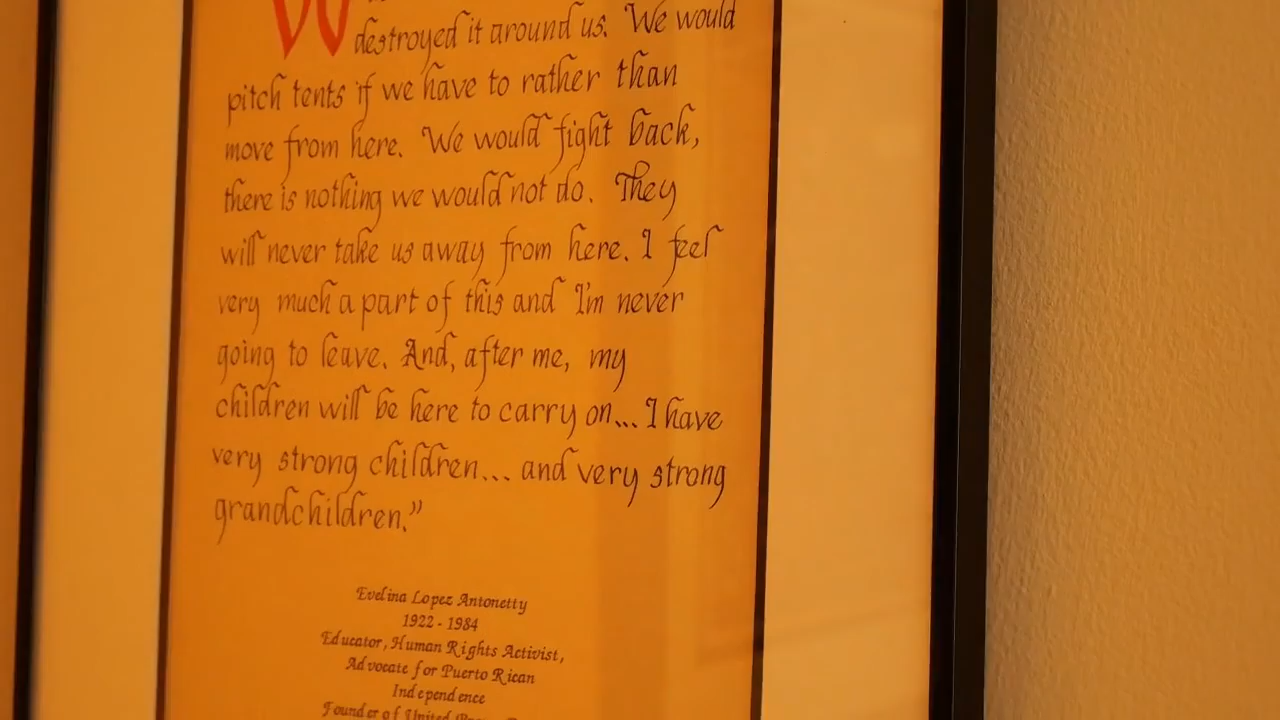 destroyed it around us. We would
pitch tents if we have to rather than
move from here. We would fight back,
there is nothing we would not do. They
will never take us away from here. I feel
very much a part of this and I'm never
going to leave. And, after me, my
children will be here to carry on... I have
very strong children... and very strong
grandchildren."
Evelina Lopez Antonetty
1922 - 1984
Educator, Human Rights Activist,
Advocate for Puerto Rican
Independence
Founder of United